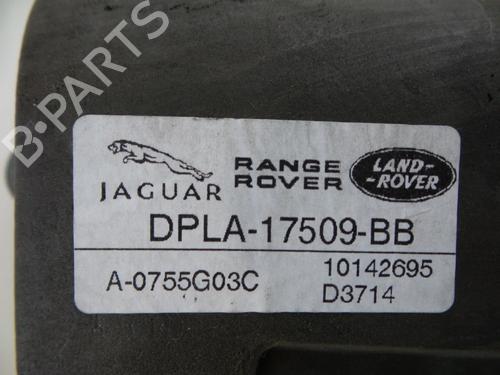 B-PARTS
JAGUAR
RANGE
ROVER
LAND-
-ROVER
DPLA-17509-BB
A-0755G03C
10142695
D3714